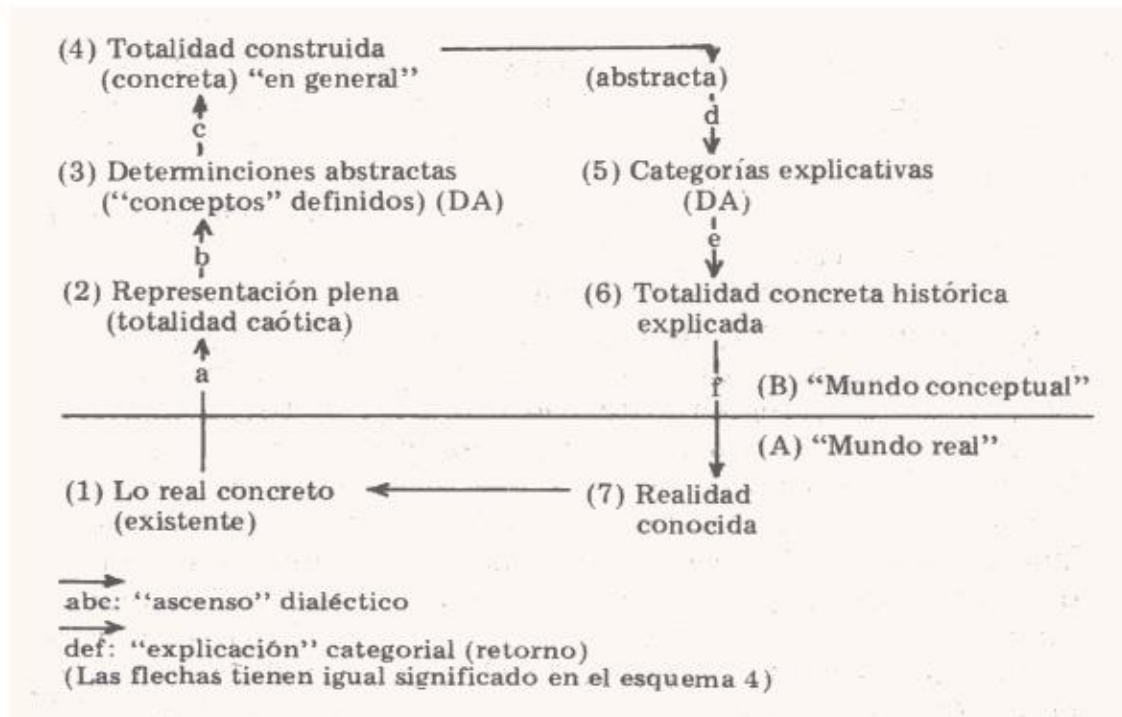 (4) Totalidad construida
(concreta) “en general”
(abstracta)
c
d
(3) Determinciones abstractas
(“conceptos” definidos) (DA)
(5) Categorías explicativas
(DA)
b
e
(2) Representación plena
(totalidad caótica)
(6) Totalidad concreta histórica
explicada
a
f
(B) “Mundo conceptual”
(A) “Mundo real”
(1) Lo real concreto
(existente)
(7) Realidad
conocida
abc: “ascenso” dialéctico
def: “explicación” categorial (retorno)
(Las flechas tienen igual significado en el esquema 4)